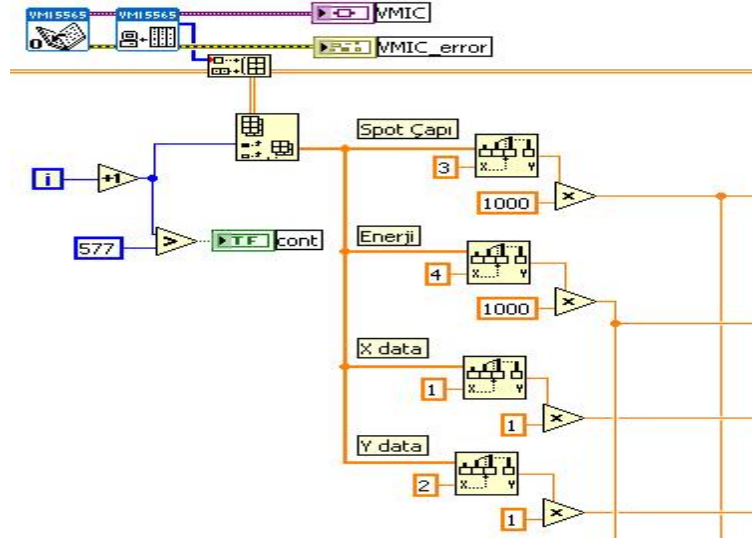 VMI5565 VMI5565 VMIC
VMIC_error
Spot Çapı
X Y
3
i +1
1000 x
577 > TF cont
Enerji
X Y
4
1000 x
X data
X Y
1
1 x
Y data
X Y
2
1 x